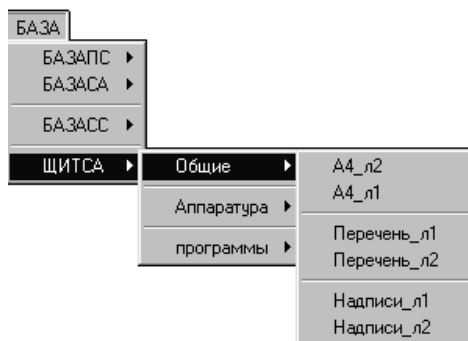 БАЗА
БАЗАПС
БАЗАСА
БАЗАСС
ЩИТСА
Общие
Аппаратура
программы
А4_л2
А4_л1
Перечень_л1
Перечень_л2
Надписи_л1
Надписи_л2